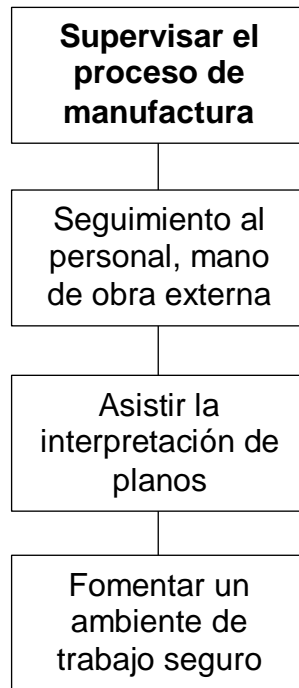 Supervisar el
proceso de
manufactura
Seguimiento al
personal, mano
de obra externa
Asistir la
interpretación de
planos
Fomentar un
ambiente de
trabajo seguro